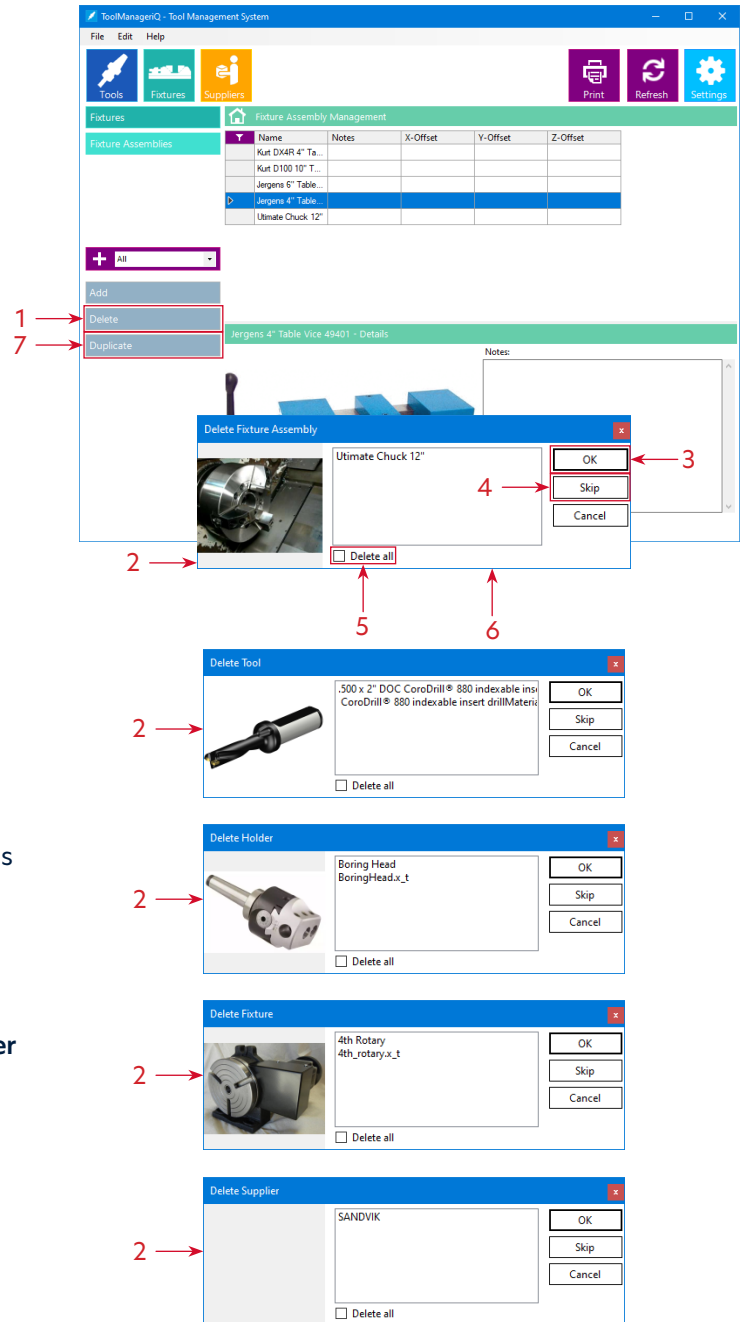 ToolManageriQ - Tool Management System
File Edit Help
Tools Fixtures Suppliers Print Refresh Settings
Fixtures
Fixture Assemblies
Fixture Assembly Management
Name Notes X-Offset Y-Offset Z-Offset
Kurt DX4R 4" Ta...
Kurt D100 10" T...
Jergens 6" Table...
Jergens 4" Table...
Utimate Chuck 12"
All
Add
1 Delete
7 Duplicate
Jergens 4" Table Vice 49401 - Details
Notes:
Delete Fixture Assembly x
Utimate Chuck 12"
OK 3
4 Skip
Cancel
2 Delete all
5 6
Delete Tool x
.500 x 2" DOC CoroDrill® 880 indexable inse
CoroDrill® 880 indexable insert drillMateria
OK
2 Skip
Cancel
Delete all
s
Delete Holder x
Boring Head
BoringHead.x_t
OK
2 Skip
Cancel
Delete all
er
Delete Fixture x
4th Rotary
4th_rotary.x_t
OK
2 Skip
Cancel
Delete all
Delete Supplier x
SANDVIK
OK
2 Skip
Cancel
Delete all